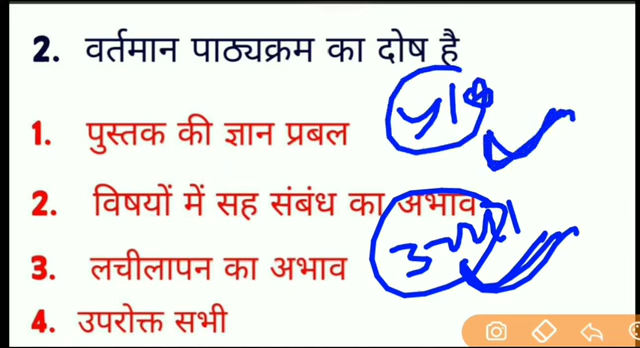 2. वर्तमान पाठ्यक्रम का दोष है
1. पुस्तक की ज्ञान प्रबल
2. विषयों में सह संबंध का अभाव
3. लचीलापन का अभाव
4. उपरोक्त सभी